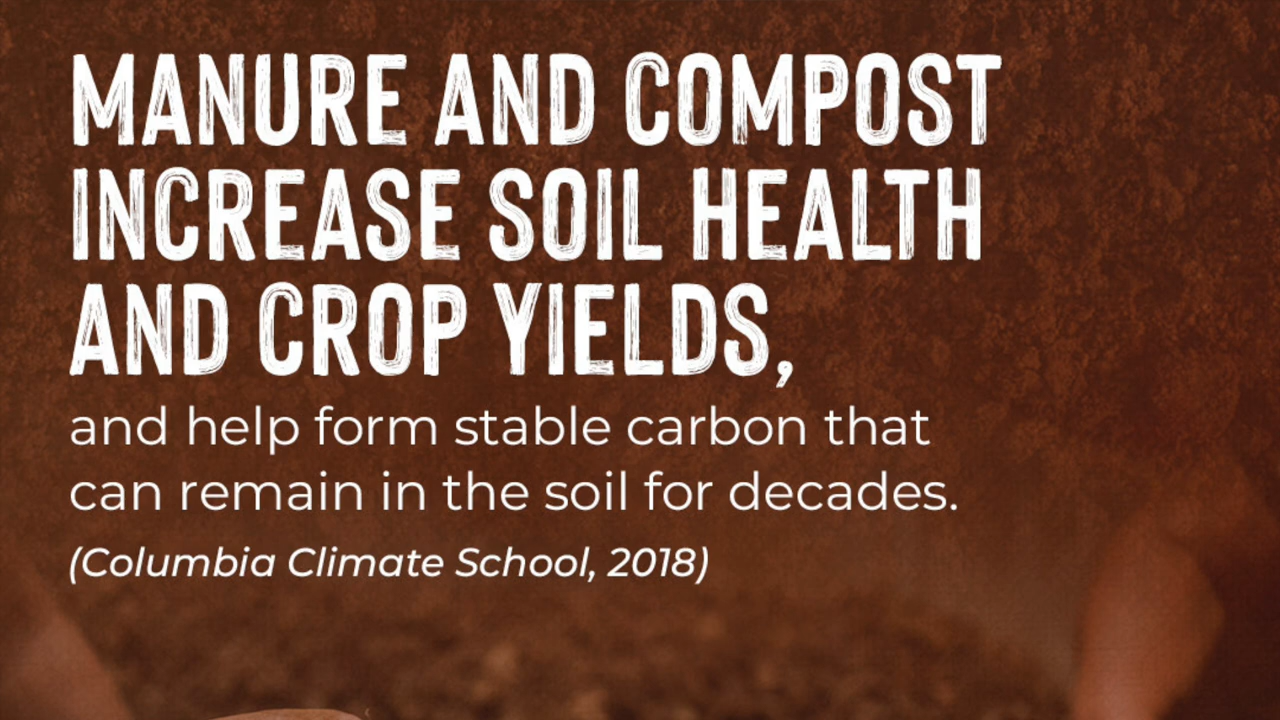 MANURE AND COMPOST
INCREASE SOIL HEALTH
AND CROP YIELDS,
and help form stable carbon that
can remain in the soil for decades.
(Columbia Climate School, 2018)